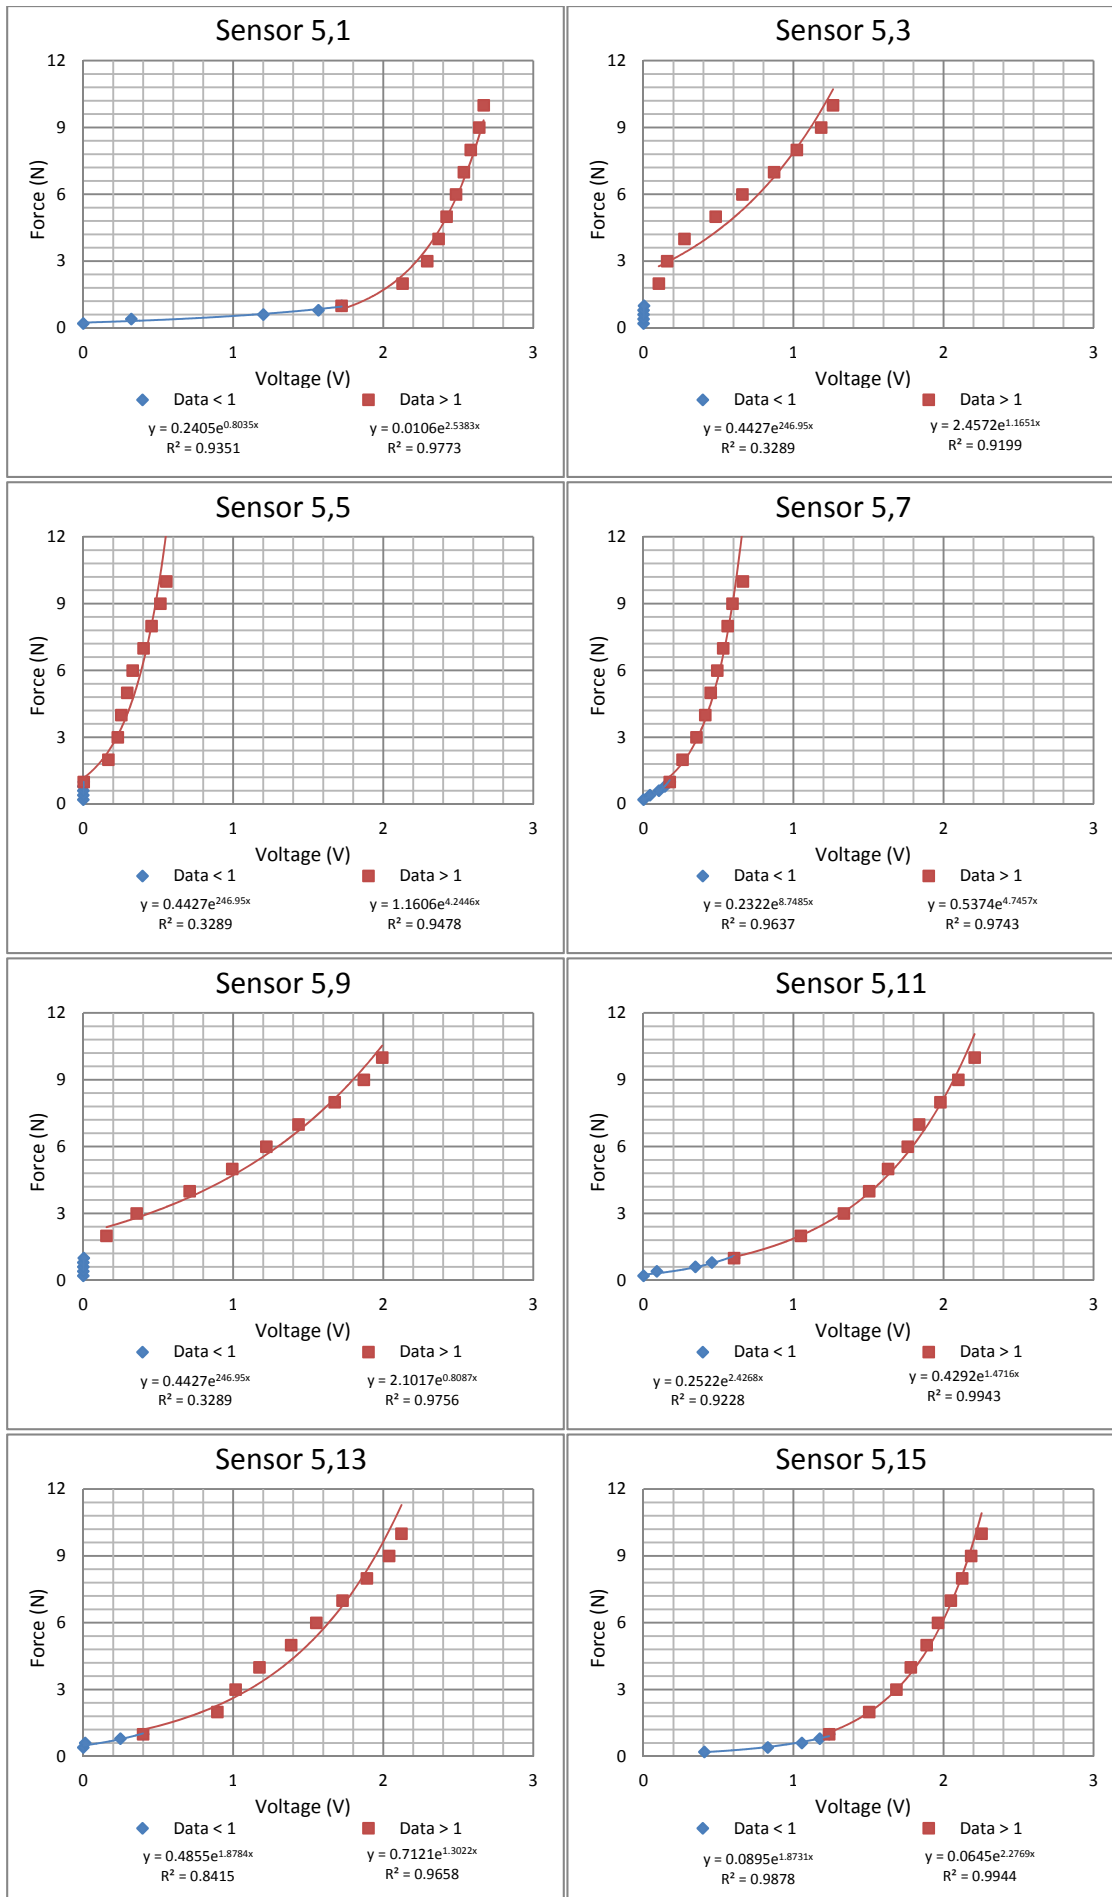 Sensor 5,1
12
9
6
3
0
0 1 2 3
Force (N)
Voltage (V)
Data < 1 Data > 1
y = 0.2405e^0.8035x y = 0.0106e^2.5383x
R² = 0.9351 R² = 0.9773
Sensor 5,3
12
9
6
3
0
0 1 2 3
Force (N)
Voltage (V)
Data < 1 Data > 1
y = 0.4427e^246.95x y = 2.4572e^1.1651x
R² = 0.3289 R² = 0.9199
Sensor 5,5
12
9
6
3
0
0 1 2 3
Force (N)
Voltage (V)
Data < 1 Data > 1
y = 0.4427e^246.95x y = 1.1606e^4.2446x
R² = 0.3289 R² = 0.9478
Sensor 5,7
12
9
6
3
0
0 1 2 3
Force (N)
Voltage (V)
Data < 1 Data > 1
y = 0.2322e^8.7485x y = 0.5374e^4.7457x
R² = 0.9637 R² = 0.9743
Sensor 5,9
12
9
6
3
0
0 1 2 3
Force (N)
Voltage (V)
Data < 1 Data > 1
y = 0.4427e^246.95x y = 2.1017e^0.8087x
R² = 0.3289 R² = 0.9756
Sensor 5,11
12
9
6
3
0
0 1 2 3
Force (N)
Voltage (V)
Data < 1 Data > 1
y = 0.2522e^2.4268x y = 0.4292e^1.4716x
R² = 0.9228 R² = 0.9943
Sensor 5,13
12
9
6
3
0
0 1 2 3
Force (N)
Voltage (V)
Data < 1 Data > 1
y = 0.4855e^1.8784x y = 0.7121e^1.3022x
R² = 0.8415 R² = 0.9658
Sensor 5,15
12
9
6
3
0
0 1 2 3
Force (N)
Voltage (V)
Data < 1 Data > 1
y = 0.0895e^1.8731x y = 0.0645e^2.2769x
R² = 0.9878 R² = 0.9944